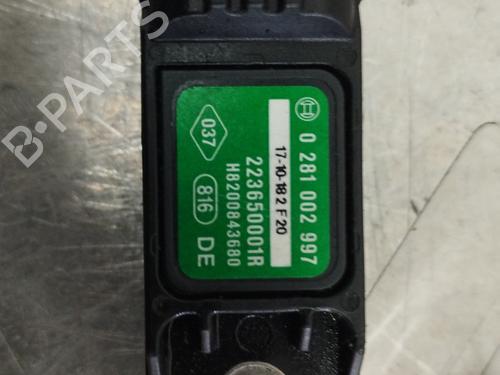 0 281 002 997
17-10-18 2 F 20
223650001R
H8200843680
037
816
DE
B-PARTS